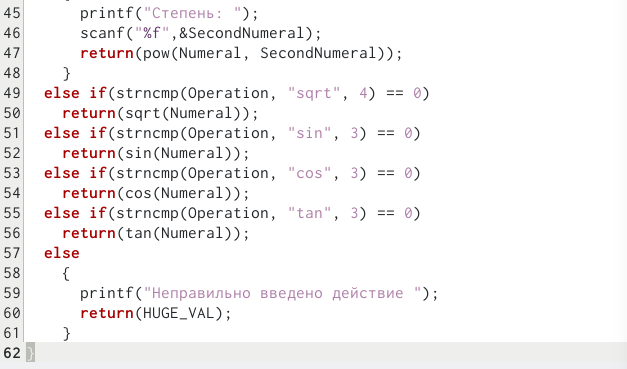 45 printf("Степень: ");
46 scanf("%f",&SecondNumeral);
47 return(pow(Numeral, SecondNumeral));
48 }
49 else if(strncmp(Operation, "sqrt", 4) == 0)
50 return(sqrt(Numeral));
51 else if(strncmp(Operation, "sin", 3) == 0)
52 return(sin(Numeral));
53 else if(strncmp(Operation, "cos", 3) == 0)
54 return(cos(Numeral));
55 else if(strncmp(Operation, "tan", 3) == 0)
56 return(tan(Numeral));
57 else
58 {
59 printf("Неправильно введено действие ");
60 return(HUGE_VAL);
61 }
62 }